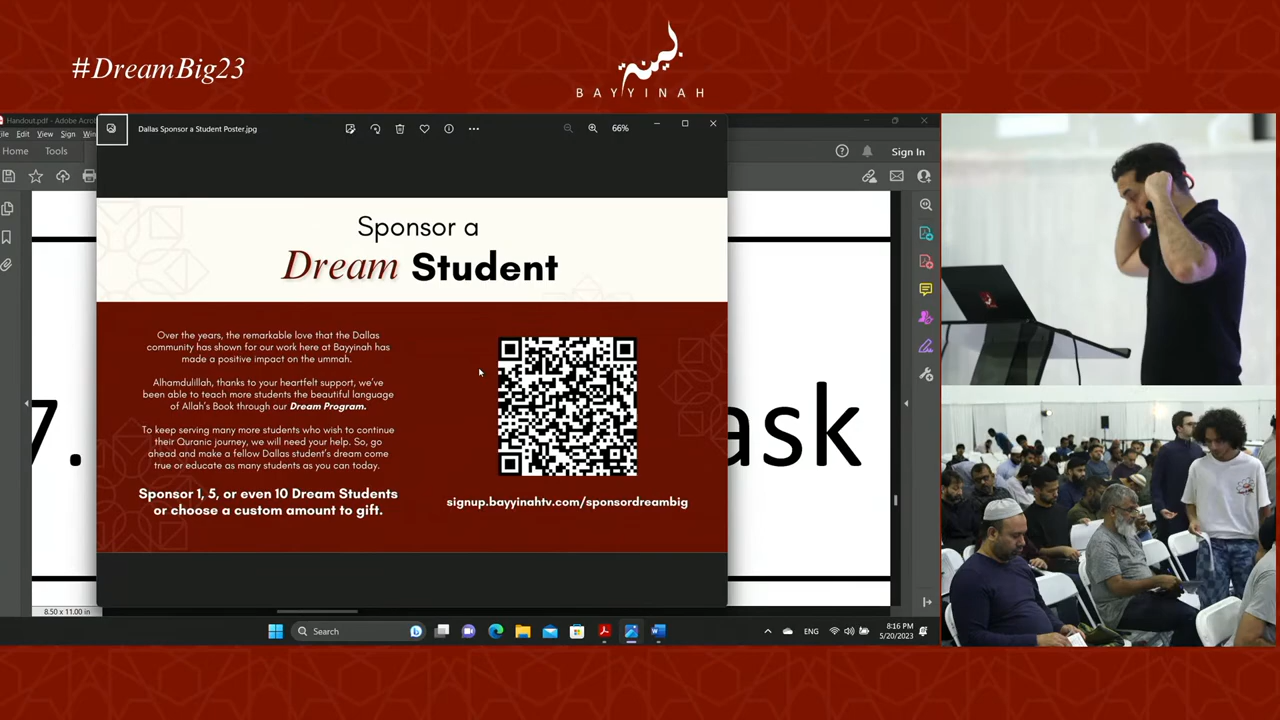 #DreamBig23
بينة
BAYYINAH
Handout.pdf - Adobe Acro
File Edit View Sign Win
Home Tools
Sign In
Dallas Sponsor a Student Poster.jpg
66%
Sponsor a
Dream Student
Over the years, the remarkable love that the Dallas
community has shown for our work here at Bayyinah has
made a positive impact on the ummah.
Alhamdulillah, thanks to your heartfelt support, we've
been able to teach more students the beautiful language
of Allah's Book through our Dream Program.
To keep serving many more students who wish to continue
their Quranic journey, we will need your help. So, go
ahead and make a fellow Dallas student's dream come
true or educate as many students as you can today.
Sponsor 1, 5, or even 10 Dream Students
or choose a custom amount to gift.
signup.bayyinahtv.com/sponsordreambig
7.
ask
8.50 x 11.00 in
Search
ENG
8:16 PM
5/20/2023